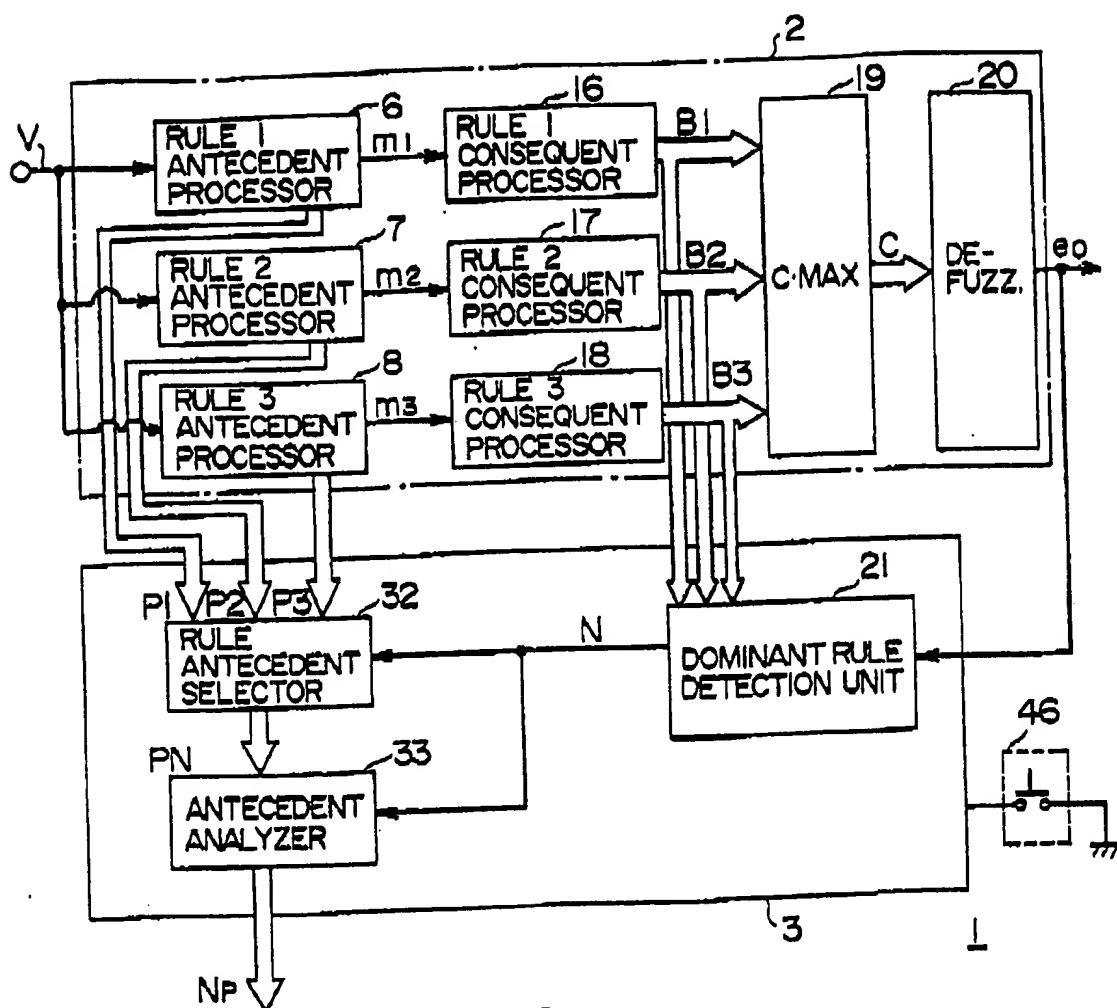 2
V
6
RULE 1
ANTECEDENT
PROCESSOR
m1
16
RULE 1
CONSEQUENT
PROCESSOR
B1
19
C·MAX
C
20
DE-
FUZZ.
e0
7
RULE 2
ANTECEDENT
PROCESSOR
m2
17
RULE 2
CONSEQUENT
PROCESSOR
B2
8
RULE 3
ANTECEDENT
PROCESSOR
m3
18
RULE 3
CONSEQUENT
PROCESSOR
B3
P1
P2
P3
32
RULE
ANTECEDENT
SELECTOR
N
21
DOMINANT RULE
DETECTION UNIT
PN
33
ANTECEDENT
ANALYZER
46
3
1
NP